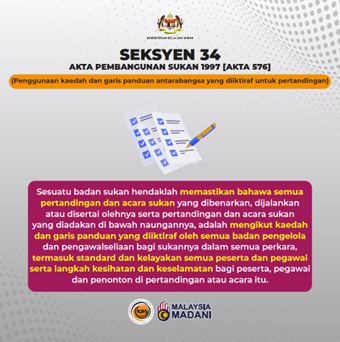 KEMENTERIAN BELIA DAN SUKAN
SEKSYEN 34
AKTA PEMBANGUNAN SUKAN 1997 [AKTA 576]
(Penggunaan kaedah dan garis panduan antarabangsa yang diiktiraf untuk pertandingan)
Sesuatu badan sukan hendaklah memastikan bahawa semua
pertandingan dan acara sukan yang dibenarkan, dijalankan
atau disertai olehnya serta pertandingan dan acara sukan
yang diadakan di bawah naungannya, adalah mengikut kaedah
dan garis panduan yang diiktiraf oleh semua badan pengelola
dan pengawalseliaan bagi sukannya dalam semua perkara,
termasuk standard dan kelayakan semua peserta dan pegawai
serta langkah kesihatan dan keselamatan bagi peserta, pegawai
dan penonton di pertandingan atau acara itu.
KBS
MALAYSIA
MADANI